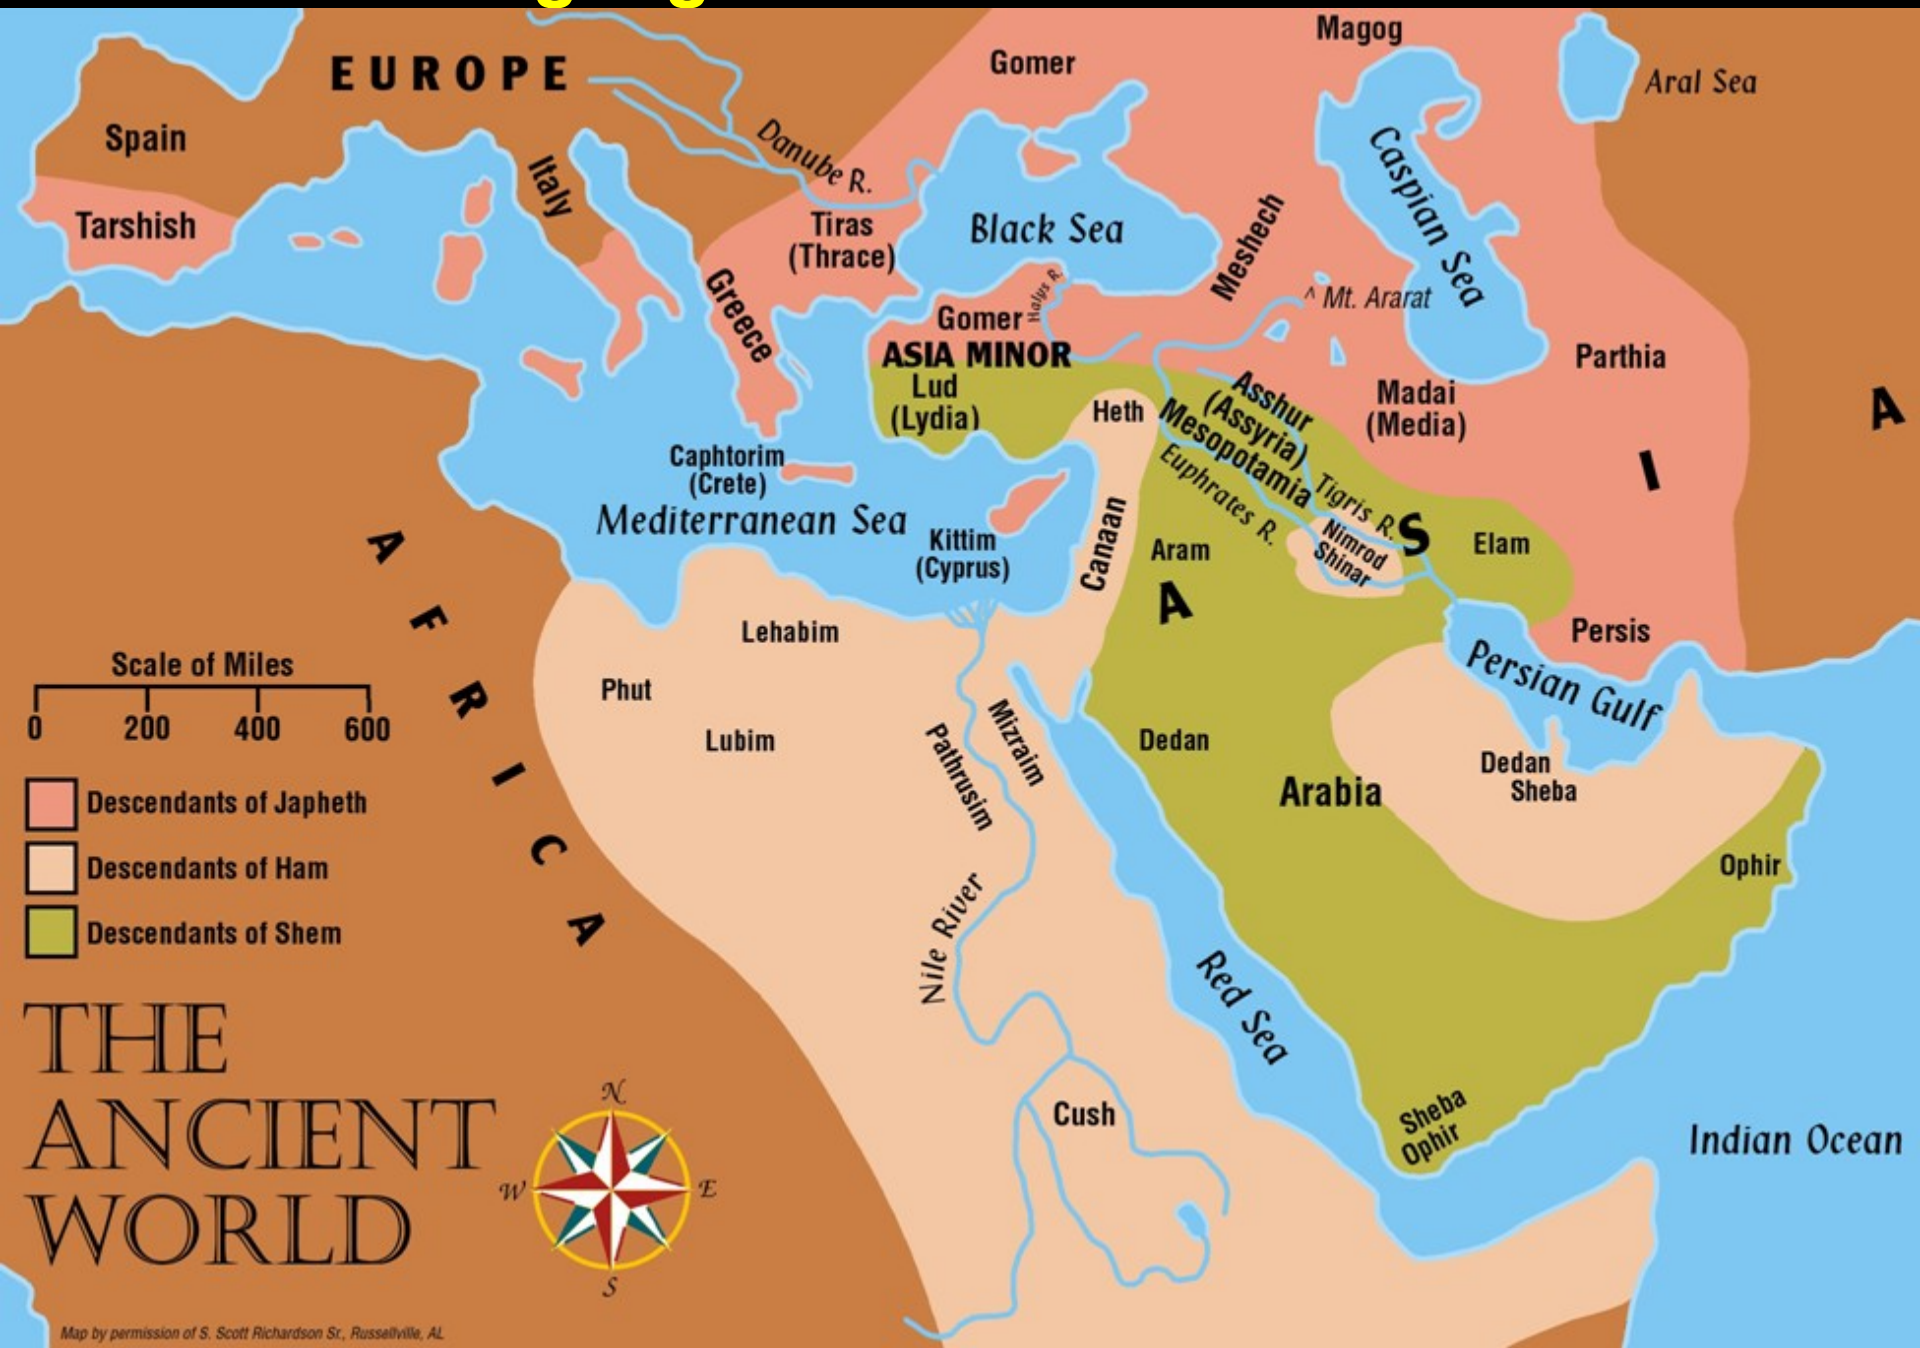 EUROPE
Spain
Tarshish
Italy
Danube R.
Tiras
(Thrace)
Greece
Gomer
Magog
Aral Sea
Black Sea
Caspian Sea
Meshech
^ Mt. Ararat
Halys R.
Gomer
ASIA MINOR
Lud
(Lydia)
Heth
Asshur
(Assyria)
Mesopotamia
Euphrates R.
Tigris R.
Madai
(Media)
Parthia
A
S
I
A
Nimrod
Shinar
Elam
Persis
Caphtorim
(Crete)
Mediterranean Sea
Kittim
(Cyprus)
Canaan
Aram
AFRICA
Lehabim
Phut
Lubim
Mizraim
Pathrusim
Nile River
Cush
Persian Gulf
Dedan
Arabia
Dedan
Sheba
Ophir
Red Sea
Sheba
Ophir
Indian Ocean
Scale of Miles
0 200 400 600
Descendants of Japheth
Descendants of Ham
Descendants of Shem
THE
ANCIENT
WORLD
N
W
E
S
Map by permission of S. Scott Richardson Sr., Russellville, AL